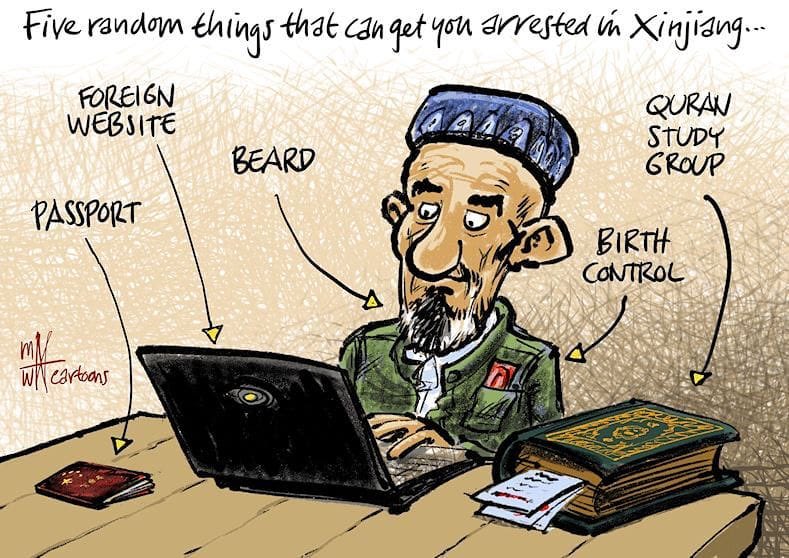 Five random things that can get you arrested in Xinjiang...
FOREIGN
WEBSITE
BEARD
PASSPORT
QURAN
STUDY
GROUP
BIRTH
CONTROL
cartoons